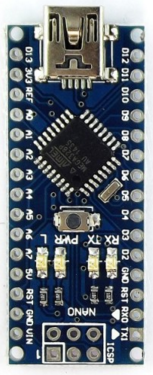 D13 D12
3V3 D11
REF D10
A0 D9
A1 D8
A2 D7
A3 D6
A4 D5
A5 D4
A6 D3
A7 D2
5V GND
RST RST
GND RX0
VIN TX1
L PWR TX RX
NANO
ICSP
1